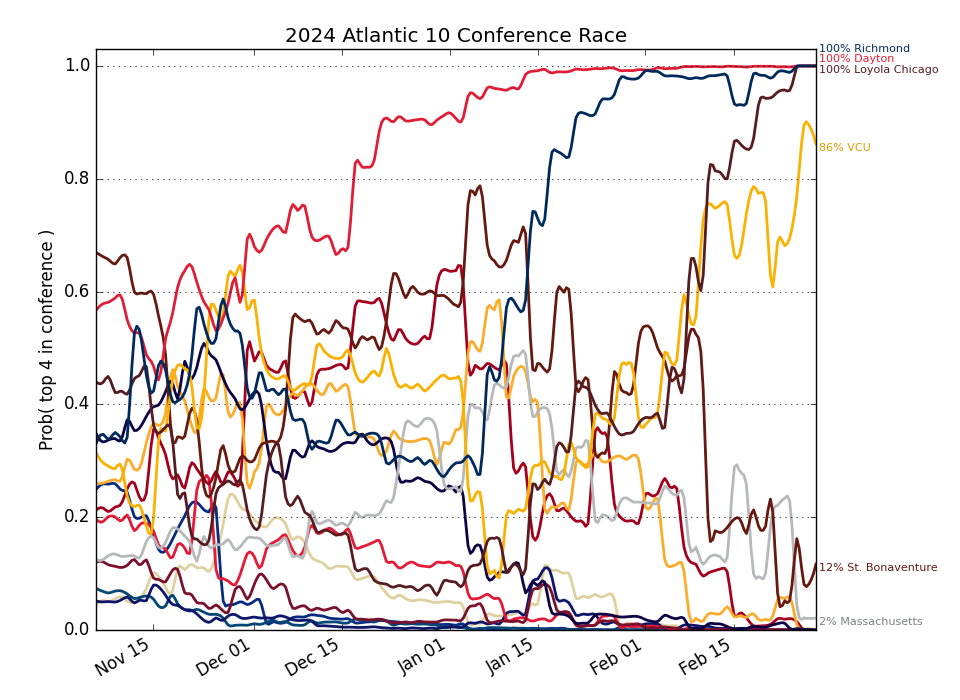 2024 Atlantic 10 Conference Race
Prob( top 4 in conference )
1.0
0.8
0.6
0.4
0.2
0.0
Nov 15
Dec 01
Dec 15
Jan 01
Jan 15
Feb 01
Feb 15
100% Richmond
100% Dayton
100% Loyola Chicago
86% VCU
12% St. Bonaventure
2% Massachusetts